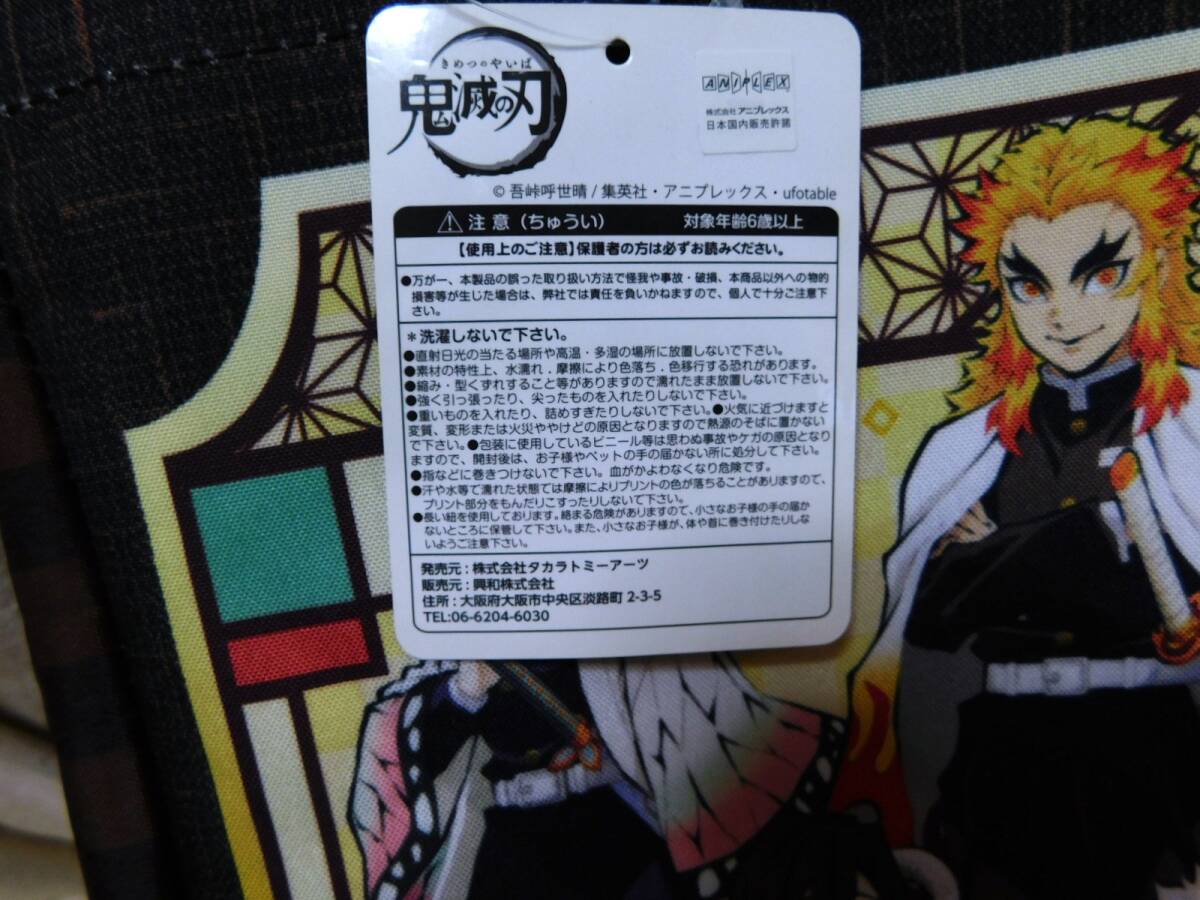 きめつのやいば
鬼滅の刃
ANIPLEX
株式会社 アニプレックス
日本国内販売許諾
© 吾峠呼世晴 / 集英社・アニプレックス・ufotable
注 意（ちゅうい） 対象年齢6歳以上
【使用上のご注意】保護者の方は必ずお読みください。
●万が一、本製品の誤った取り扱い方法で怪我や事故・破損、本商品以外への物的
損害等が生じた場合は、弊社では責任を負いかねますので、個人で十分ご注意下
さい。
＊洗濯しないで下さい。
●直射日光の当たる場所や高温・多湿の場所に放置しないで下さい。
●素材の特性上、水濡れ．摩擦により色落ち．色移行する恐れがあります。
●縮み・型くずれすること等がありますので濡れたまま放置しないで下さい。
●強く引っ張ったり、尖ったものを入れたりしないで下さい。
●重いものを入れたり、詰めすぎたりしないで下さい。●火気に近づけますと
変質、変形または火災ややけどの原因となりますので熱源のそばに置かない
で下さい。●包装に使用しているビニール等は思わぬ事故やケガの原因となり
ますので、開封後は、お子様やペットの手の届かない所に処分して下さい。
●指などに巻きつけないで下さい。血がかよわなくなり危険です。
●汗や水等で濡れた状態では摩擦によりプリントの色が落ちることがありますので、
プリント部分をもんだりこすったりしないで下さい。
●長い紐を使用しております。絡まる危険がありますので、小さなお子様の手の届か
ないところに保管して下さい。また、小さなお子様が、体や首に巻き付けたりしな
いようご注意下さい。
発売元：株式会社タカラトミーアーツ
販売元：興和株式会社
住所：大阪府大阪市中央区淡路町 2-3-5
TEL:06-6204-6030